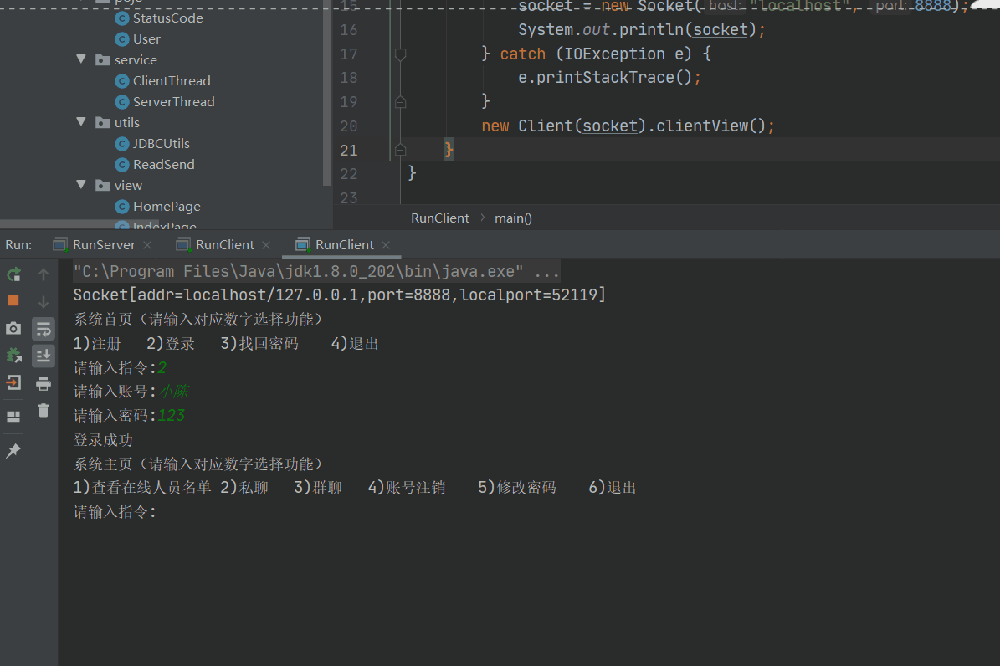 pojo
StatusCode
User
service
ClientThread
ServerThread
utils
JDBCUtils
ReadSend
view
HomePage
IndexPage
15 socket = new Socket( host: "localhost", port: 8888);
16 System.out.println(socket);
17 } catch (IOException e) {
18 e.printStackTrace();
19 }
20 new Client(socket).clientView();
21 }
22 }
23
RunClient > main()
Run: RunServer × RunClient × RunClient ×
"C:\Program Files\Java\jdk1.8.0_202\bin\java.exe" ...
Socket[addr=localhost/127.0.0.1,port=8888,localport=52119]
系统首页（请输入对应数字选择功能）
1)注册 2)登录 3)找回密码 4)退出
请输入指令:2
请输入账号:小陈
请输入密码:123
登录成功
系统主页（请输入对应数字选择功能）
1)查看在线人员名单 2)私聊 3)群聊 4)账号注销 5)修改密码 6)退出
请输入指令: